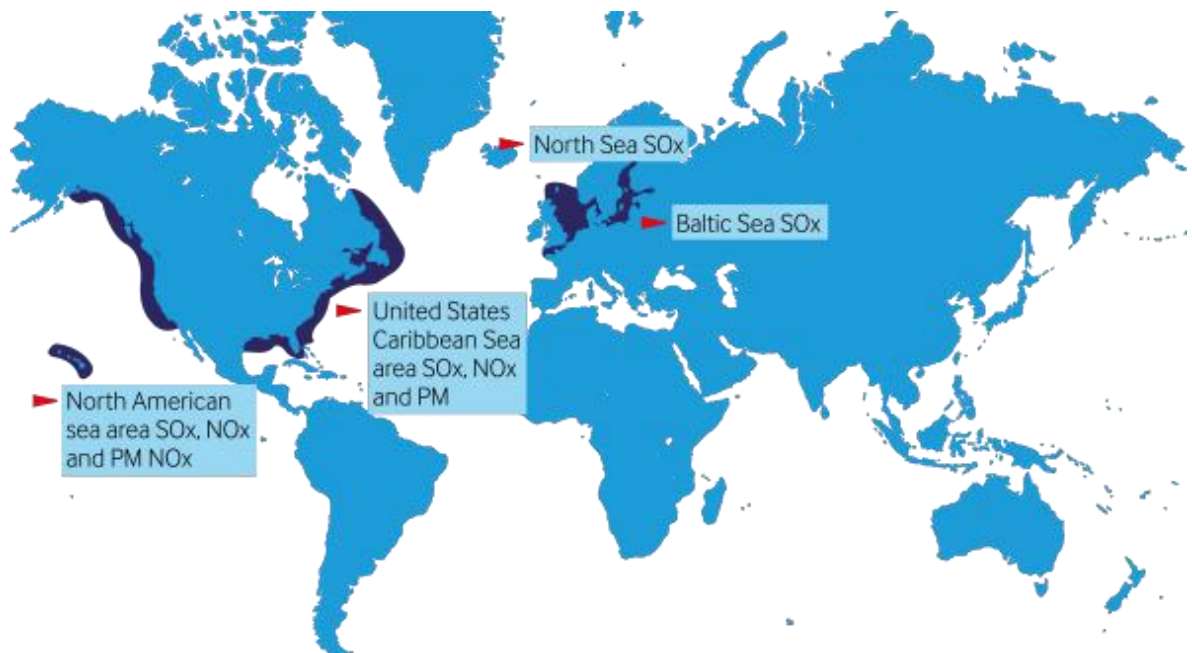 North Sea SOx
Baltic Sea SOx
United States
Caribbean Sea
area SOx, NOx
and PM
North American
sea area SOx, NOx
and PM NOx